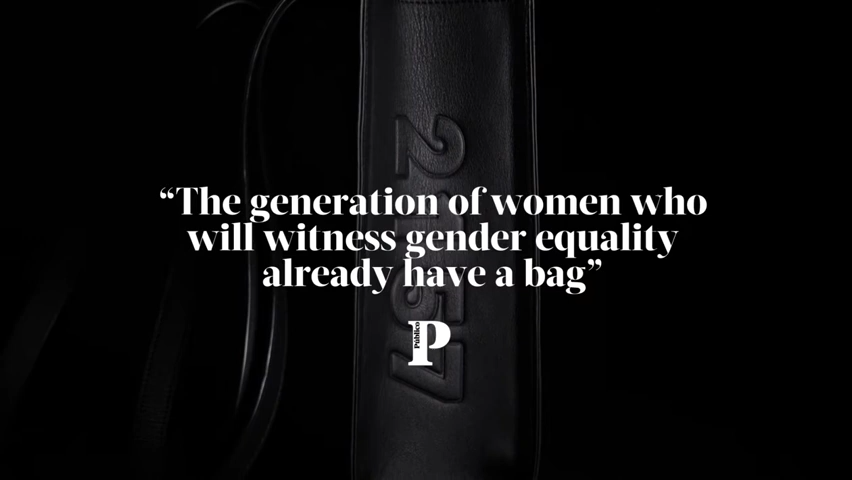 “The generation of women who
will witness gender equality
already have a bag”
Público
P
2157